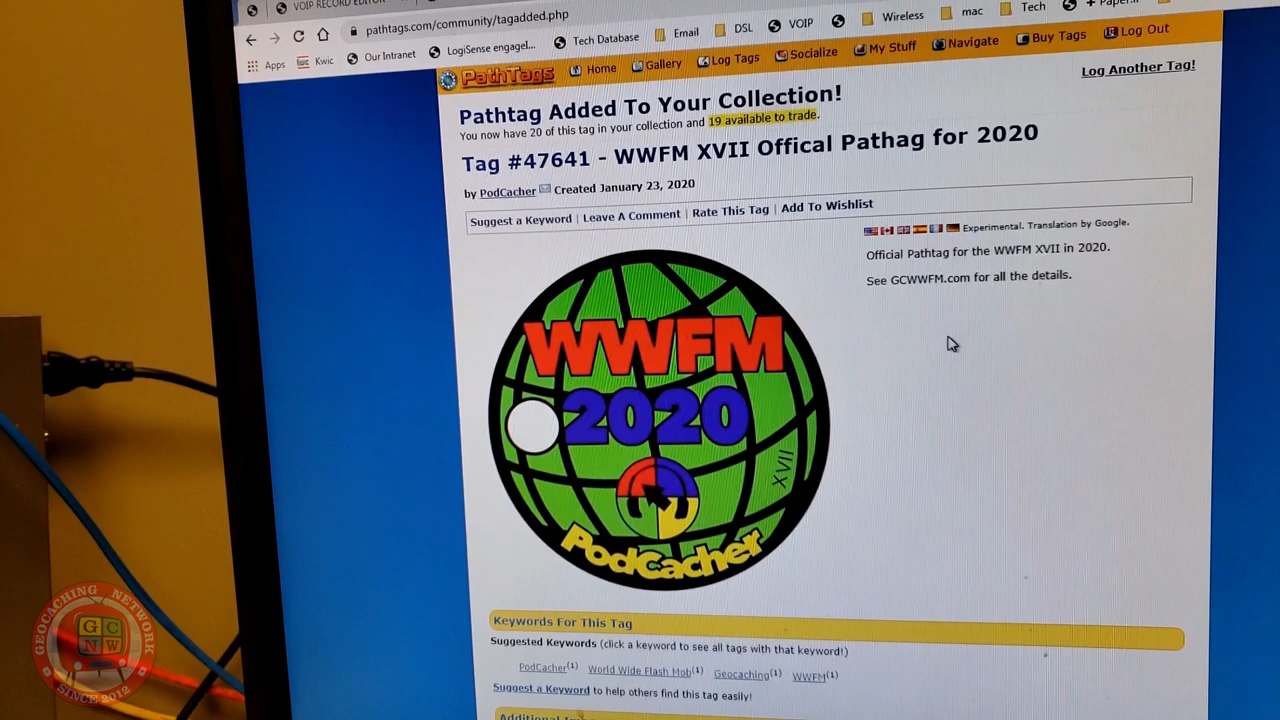 VOIP RECORD EDITOR
pathtags.com/community/tagadded.php
Apps Kwic Our Intranet LogiSense engagel... Tech Database Email DSL VOIP Wireless mac Tech
PathTags Home Gallery Log Tags Socialize My Stuff Navigate Buy Tags Log Out
Log Another Tag!
Pathtag Added To Your Collection!
You now have 20 of this tag in your collection and 19 available to trade.
Tag #47641 - WWFM XVII Offical Pathag for 2020
by PodCacher Created January 23, 2020
Suggest a Keyword | Leave A Comment | Rate This Tag | Add To Wishlist
Experimental. Translation by Google.
Official Pathtag for the WWFM XVII in 2020.
See GCWWFM.com for all the details.
WWFM
2020
XVII
PodCacher
Keywords For This Tag
Suggested Keywords (click a keyword to see all tags with that keyword!)
PodCacher(1) World Wide Flash Mob(1) Geocaching(1) WWFM(1)
Suggest a Keyword to help others find this tag easily!
GEOCACHING NETWORK
G C
N W
SINCE 2012